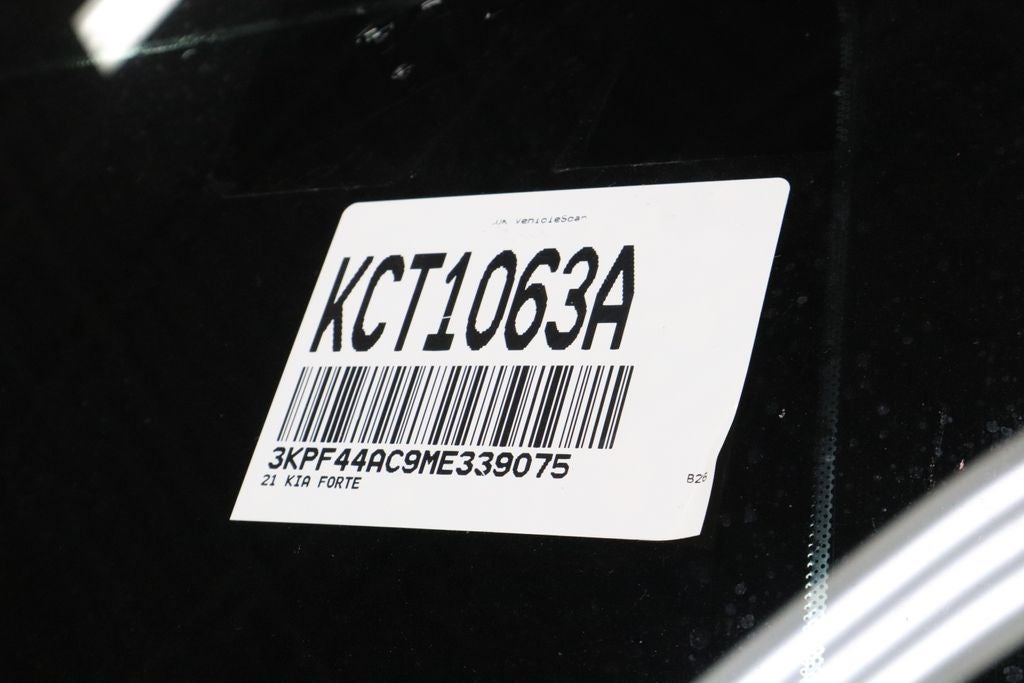 VehicleScan
KCT1063A
3KPF44AC9ME339075
21 KIA FORTE
B26